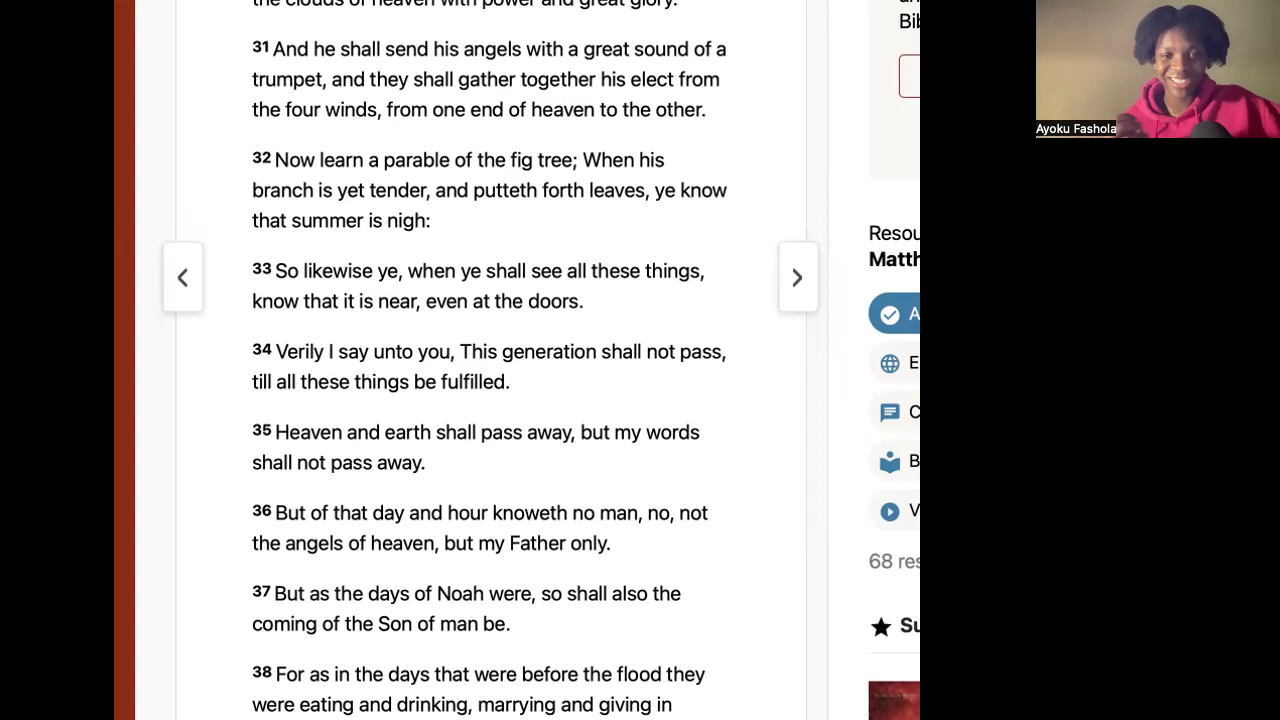 the clouds of heaven with power and great glory.
31 And he shall send his angels with a great sound of a
trumpet, and they shall gather together his elect from
the four winds, from one end of heaven to the other.
32 Now learn a parable of the fig tree; When his
branch is yet tender, and putteth forth leaves, ye know
that summer is nigh:
33 So likewise ye, when ye shall see all these things,
know that it is near, even at the doors.
34 Verily I say unto you, This generation shall not pass,
till all these things be fulfilled.
35 Heaven and earth shall pass away, but my words
shall not pass away.
36 But of that day and hour knoweth no man, no, not
the angels of heaven, but my Father only.
37 But as the days of Noah were, so shall also the
coming of the Son of man be.
38 For as in the days that were before the flood they
were eating and drinking, marrying and giving in
Bib
Resou
Matth
A
E
C
B
V
68 res
Su
Ayoku Fashola